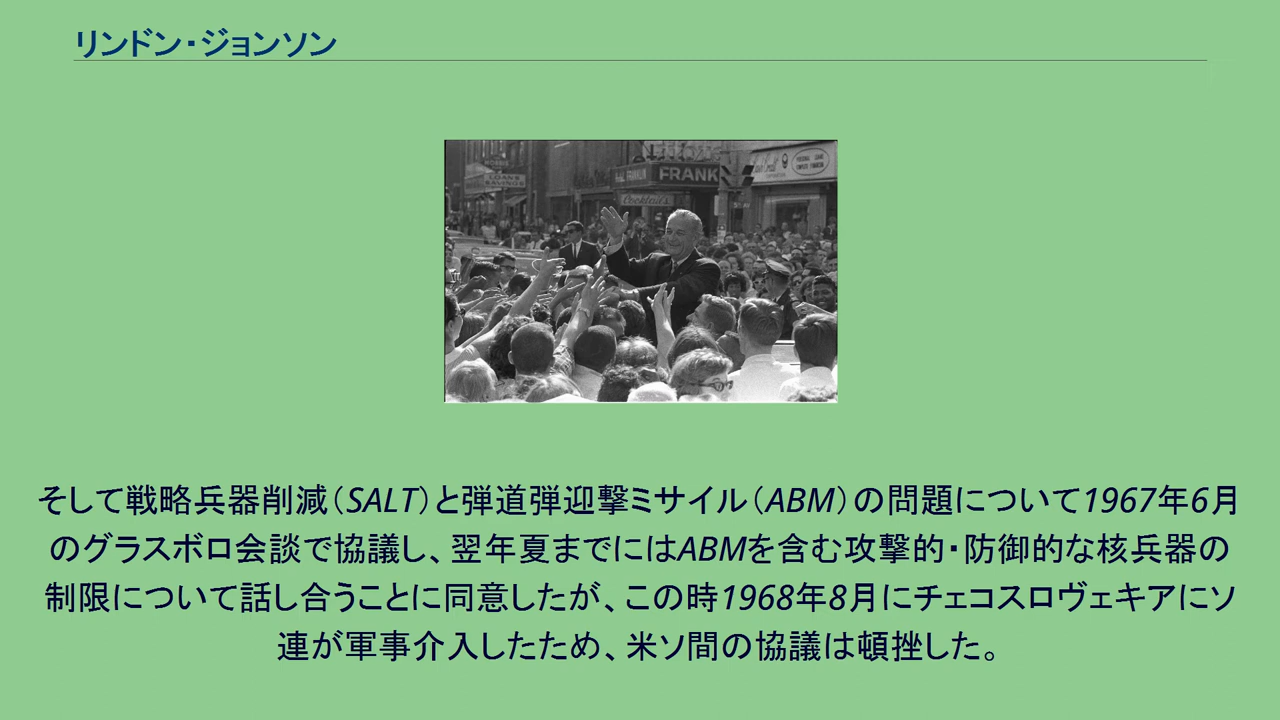 リンドン・ジョンソン
LOANS
SAVINGS
FRANKLIN
FRANK
Cocktails
そして戦略兵器削減（SALT）と弾道弾迎撃ミサイル（ABM）の問題について1967年6月
のグラスボロ会談で協議し、翌年夏までにはABMを含む攻撃的・防御的な核兵器の
制限について話し合うことに同意したが、この時1968年8月にチェコスロヴェキアにソ
連が軍事介入したため、米ソ間の協議は頓挫した。